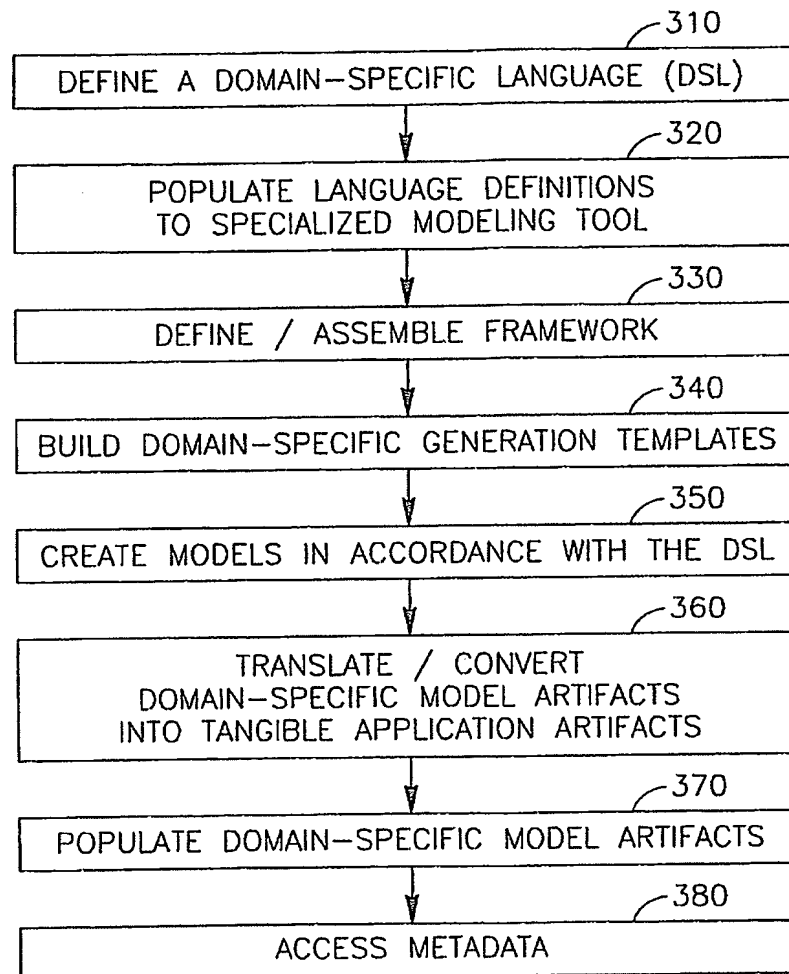 310
DEFINE A DOMAIN-SPECIFIC LANGUAGE (DSL)
320
POPULATE LANGUAGE DEFINITIONS
TO SPECIALIZED MODELING TOOL
330
DEFINE / ASSEMBLE FRAMEWORK
340
BUILD DOMAIN-SPECIFIC GENERATION TEMPLATES
350
CREATE MODELS IN ACCORDANCE WITH THE DSL
360
TRANSLATE / CONVERT
DOMAIN-SPECIFIC MODEL ARTIFACTS
INTO TANGIBLE APPLICATION ARTIFACTS
370
POPULATE DOMAIN-SPECIFIC MODEL ARTIFACTS
380
ACCESS METADATA